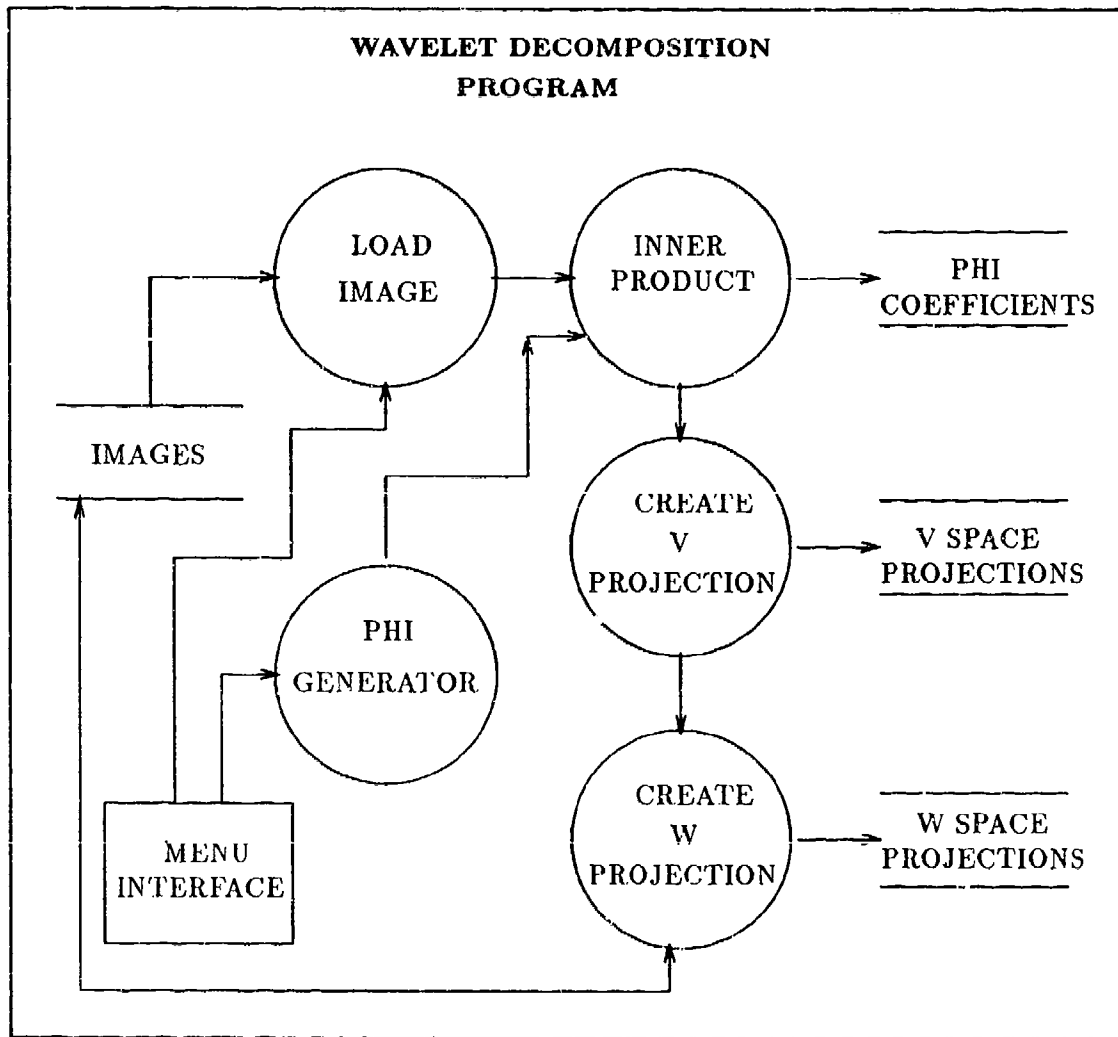 WAVELET DECOMPOSITION
PROGRAM
LOAD
IMAGE
INNER
PRODUCT
PHI
COEFFICIENTS
IMAGES
CREATE
V
PROJECTION
V SPACE
PROJECTIONS
PHI
GENERATOR
MENU
INTERFACE
CREATE
W
PROJECTION
W SPACE
PROJECTIONS